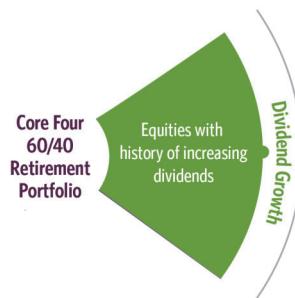 Core Four
60/40
Retirement
Portfolio
Equities with
history of increasing
dividends
Dividend Growth